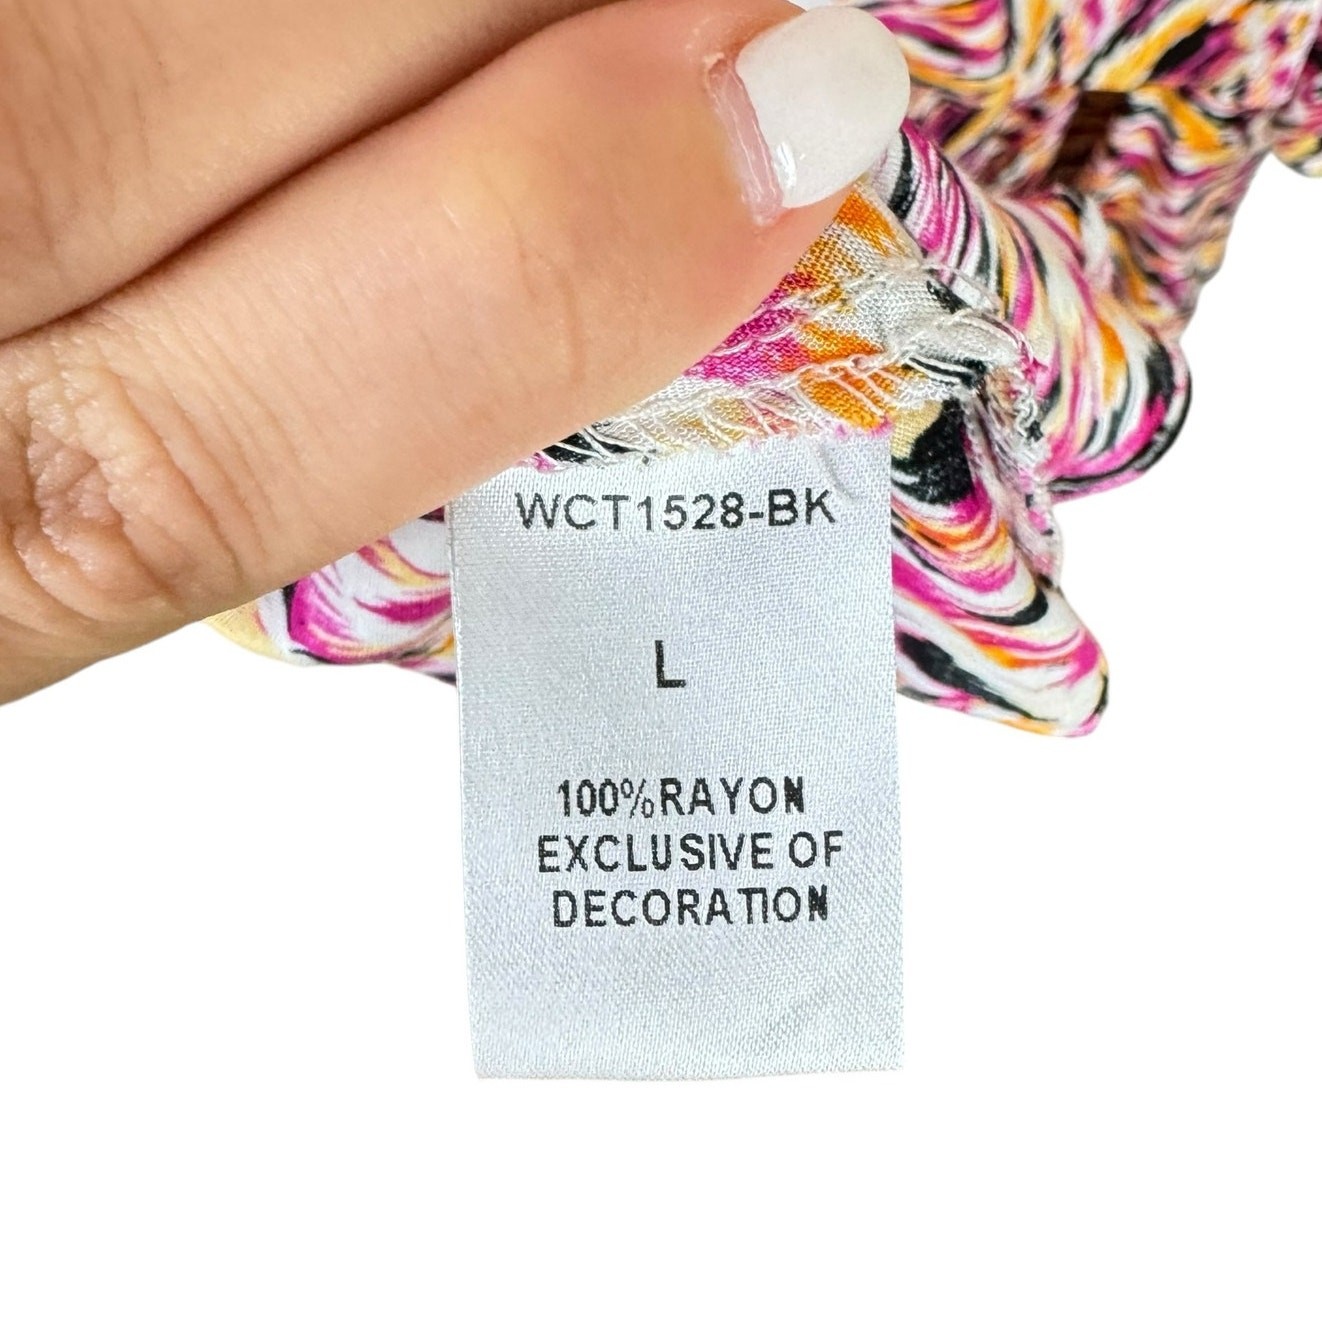 WCT1528-BK
L
100%RAYON
EXCLUSIVE OF
DECORATION